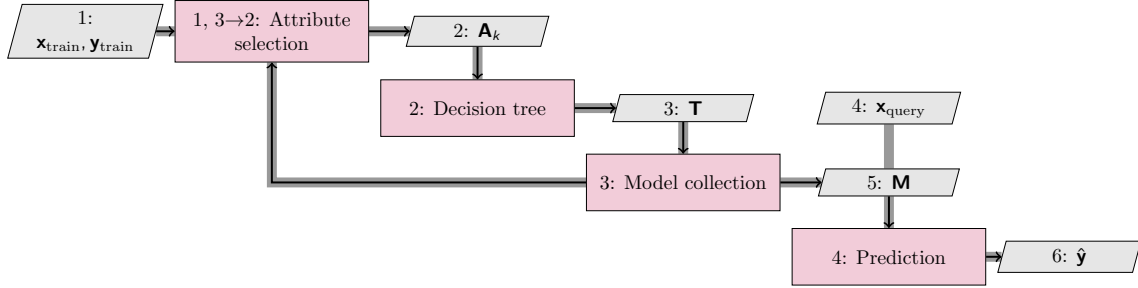 1:
x_train, y_train
1, 3→2: Attribute
selection
2: A_k
2: Decision tree
3: T
4: x_query
3: Model collection
5: M
4: Prediction
6: ŷ